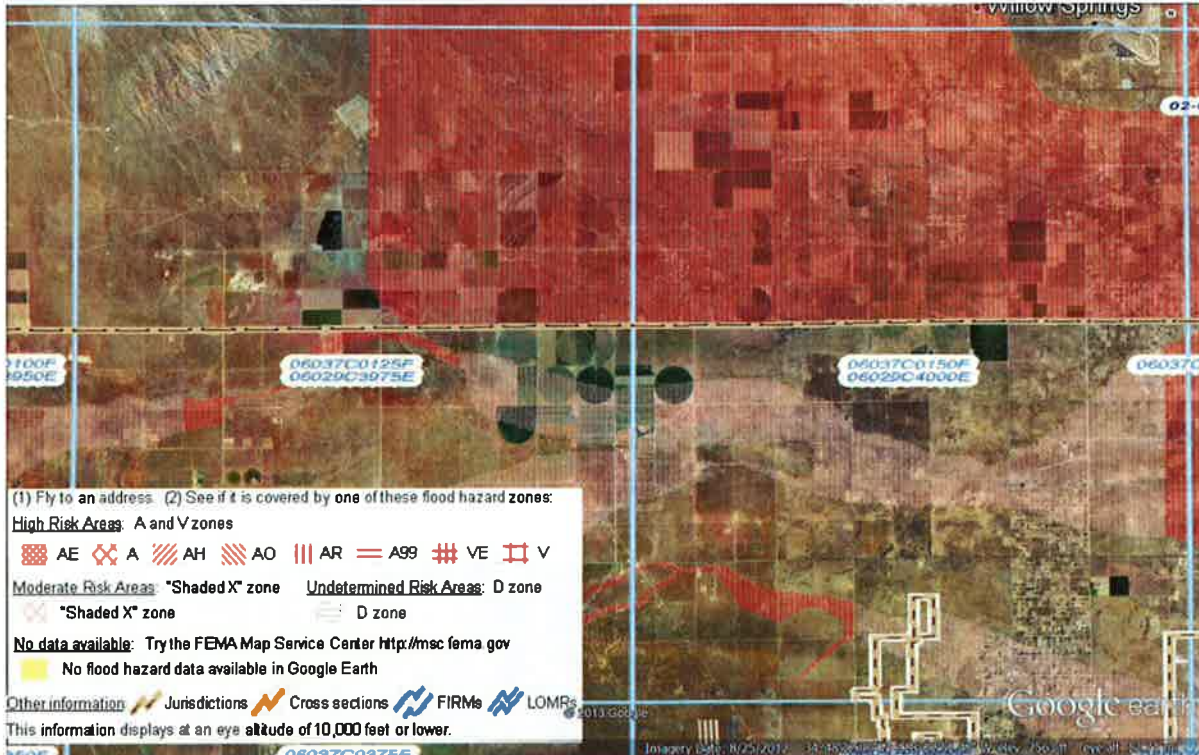 Willow Springs
02-
0100F
3950E
06037C0125F
06029C3975E
06037C0150F
06029C4000E
06037C
(1) Fly to an address. (2) See if it is covered by one of these flood hazard zones:
High Risk Areas: A and V zones
AE A AH AO AR A99 VE V
Moderate Risk Areas: "Shaded X" zone Undetermined Risk Areas: D zone
"Shaded X" zone D zone
No data available: Try the FEMA Map Service Center http://msc.fema.gov
No flood hazard data available in Google Earth
Other information: Jurisdictions Cross sections FIRMs LOMRs
This information displays at an eye altitude of 10,000 feet or lower.
© 2013 Google
Google earth
06037C0375F
Imagery Date: 8/25/2012